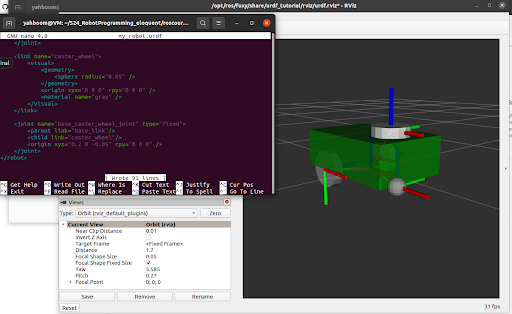 /opt/ros/foxy/share/urdf_tutorial/rviz/urdf.rviz* - RViz
yahboom@VM: ~/S24_RobotProgramming_eloquent/roscour...
GNU nano 4.8 my_robot.urdf
</joint>
<link name="caster_wheel">
<visual>
<geometry>
<sphere radius="0.05" />
</geometry>
<origin xyz="0 0 0" rpy="0 0 0" />
<material name="gray" />
</visual>
</link>
<joint name="base_caster_wheel_joint" type="fixed">
<parent link="base_link"/>
<child link="caster_wheel"/>
<origin xyz="0.2 0 -0.05" rpy="0 0 0" />
</joint>
</robot>
[ Wrote 91 lines ]
^G Get Help ^O Write Out ^W Where Is ^K Cut Text ^J Justify ^C Cur Pos
^X Exit ^R Read File ^\ Replace ^U Paste Text ^T To Spell ^_ Go To Line
inal
Views
Type: Orbit (rviz_default_plugins) Zero
Current View Orbit (rviz)
Near Clip Distance 0.01
Invert Z Axis
Target Frame <Fixed Frame>
Distance 1.7
Focal Shape Size 0.05
Focal Shape Fixed Size ✓
Yaw 5.585
Pitch 0.27
Focal Point 0; 0; 0
Save Remove Rename
Reset 31 fps